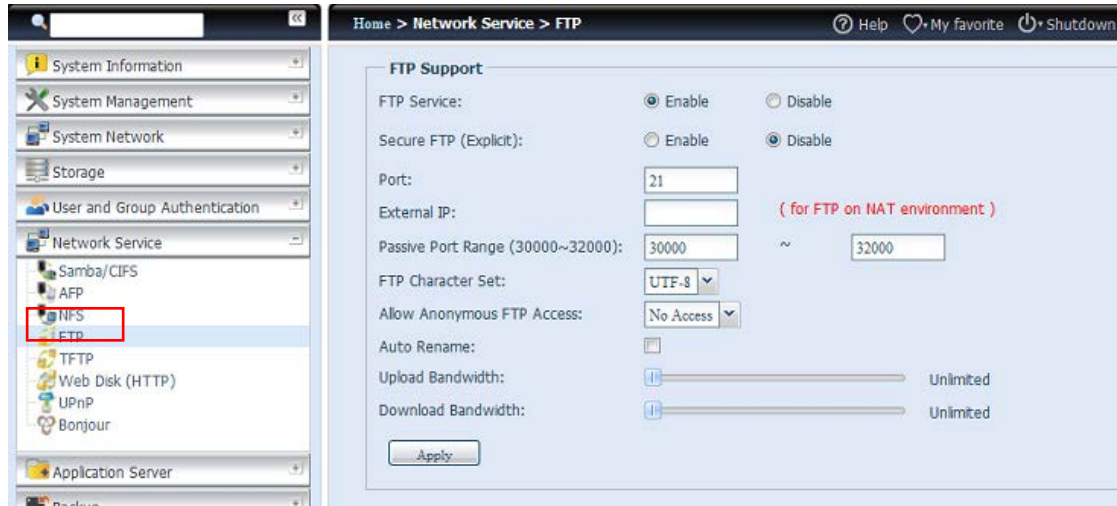 «
Home > Network Service > FTP
? Help My favorite Shutdown
System Information
System Management
System Network
Storage
User and Group Authentication
Network Service
Samba/CIFS
AFP
NFS
FTP
TFTP
Web Disk (HTTP)
UPnP
Bonjour
Application Server
Backup
FTP Support
FTP Service: Enable Disable
Secure FTP (Explicit): Enable Disable
Port: 21
External IP: ( for FTP on NAT environment )
Passive Port Range (30000~32000): 30000 ~ 32000
FTP Character Set: UTF-8
Allow Anonymous FTP Access: No Access
Auto Rename:
Upload Bandwidth: Unlimited
Download Bandwidth: Unlimited
Apply